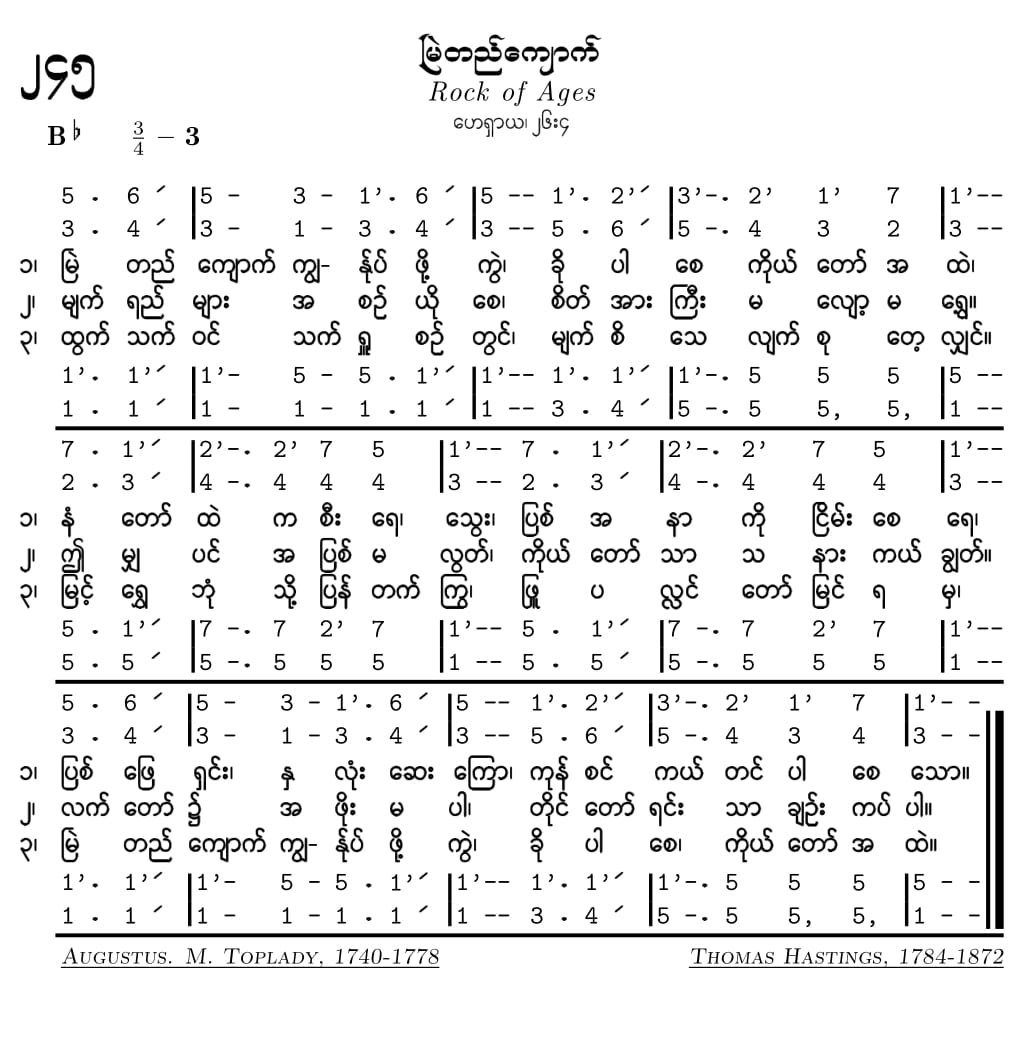 ၂၄၅
မြဲတည်ကျောက်
Rock of Ages
ဟေရှာယ၊ ၂၆း၄
B♭ 3/4 – 3
5 . 6 ′ |5 – 3 – 1’. 6 ′ |5 –– 1’. 2’′ |3’–. 2’ 1’ 7 |1’––
3 . 4 ′ |3 – 1 – 3 . 4 ′ |3 –– 5 . 6 ′ |5 –. 4 3 2 |3 ––
၁၊ မြဲ တည် ကျောက် ကျွ- န်ုပ် ဖို့ ကွဲ၊ ခို ပါ စေ ကိုယ် တော် အ ထဲ၊
၂၊ မျက် ရည် များ အ စဉ် ယို စေ၊ စိတ် အား ကြီး မ လျော့ မ ရွေ့။
၃၊ ထွက် သက် ဝင် သက် ရှူ စဉ် တွင်၊ မျက် စိ သေ လျက် စု တေ့ လျှင်။
1’. 1’′ |1’– 5 – 5 . 1’′ |1’–– 1’. 1’′ |1’–. 5 5 5 |5 ––
1 . 1 ′ |1 – 1 – 1 . 1 ′ |1 –– 3 . 4 ′ |5 –. 5 5, 5, |1 ––
7 . 1’′ |2’–. 2’ 7 5 |1’–– 7 . 1’′ |2’–. 2’ 7 5 |1’––
2 . 3 ′ |4 –. 4 4 4 |3 –– 2 . 3 ′ |4 –. 4 4 4 |3 ––
၁၊ နံ တော် ထဲ က စီး ရေ၊ သွေး၊ ပြစ် အ နာ ကို ငြိမ်း စေ ရေ၊
၂၊ ဤ မျှ ပင် အ ပြစ် မ လွတ်၊ ကိုယ် တော် သာ သ နား ကယ် ချွတ်။
၃၊ မြင့် ရွှေ ဘုံ သို့ ပြန် တက် ကြွ၊ ဖြူ ပ လ္လင် တော် မြင် ရ မှ၊
5 . 1’′ |7 –. 7 2’ 7 |1’–– 5 . 1’′ |7 –. 7 2’ 7 |1’––
5 . 5 ′ |5 –. 5 5 5 |1 –– 5 . 5 ′ |5 –. 5 5 5 |1 ––
5 . 6 ′ |5 – 3 – 1’. 6 ′ |5 –– 1’. 2’′ |3’–. 2’ 1’ 7 |1’– –
3 . 4 ′ |3 – 1 – 3 . 4 ′ |3 –– 5 . 6 ′ |5 –. 4 3 4 |3 – –
၁၊ ပြစ် ဖြေ ရှင်း၊ နှ လုံး ဆေး ကြော၊ ကုန် စင် ကယ် တင် ပါ စေ သော။
၂၊ လက် တော် ၌ အ ဖိုး မ ပါ၊ တိုင် တော် ရင်း သာ ချဉ်း ကပ် ပါ။
၃၊ မြဲ တည် ကျောက် ကျွ- န်ုပ် ဖို့ ကွဲ၊ ခို ပါ စေ၊ ကိုယ် တော် အ ထဲ။
1’. 1’′ |1’– 5 – 5 . 1’′ |1’–– 1’. 1’′ |1’–. 5 5 5 |5 – –
1 . 1 ′ |1 – 1 – 1 . 1 ′ |1 –– 3 . 4 ′ |5 –. 5 5, 5, |1 – –
AUGUSTUS. M. TOPLADY, 1740-1778
THOMAS HASTINGS, 1784-1872